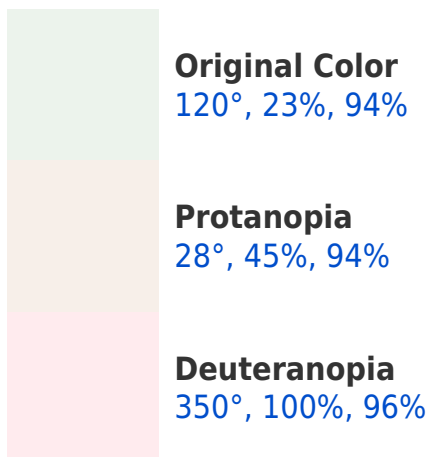 Original Color
120°, 23%, 94%
Protanopia
28°, 45%, 94%
Deuteranopia
350°, 100%, 96%